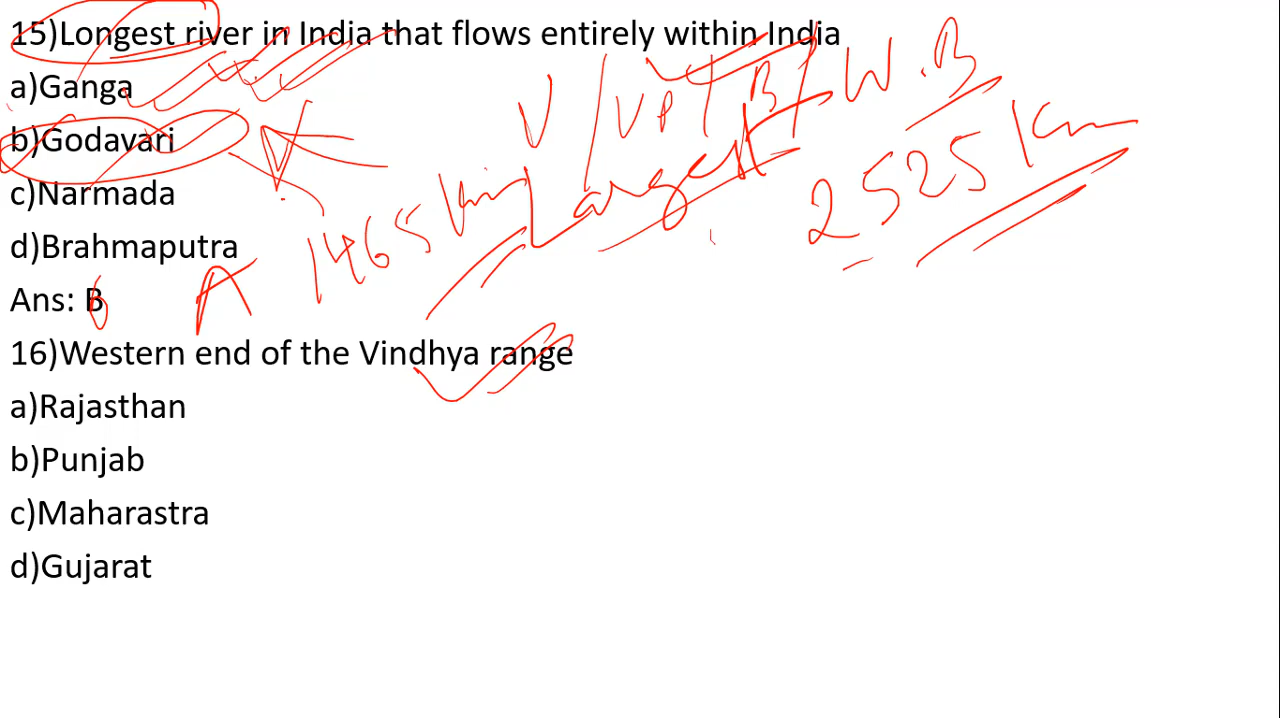 15)Longest river in India that flows entirely within India
a)Ganga
V / UP / B / W.B
b)Godavari
2525 Km
c)Narmada
1465 Km
Largest
d)Brahmaputra
Ans: B
A
16)Western end of the Vindhya range
a)Rajasthan
b)Punjab
c)Maharastra
d)Gujarat